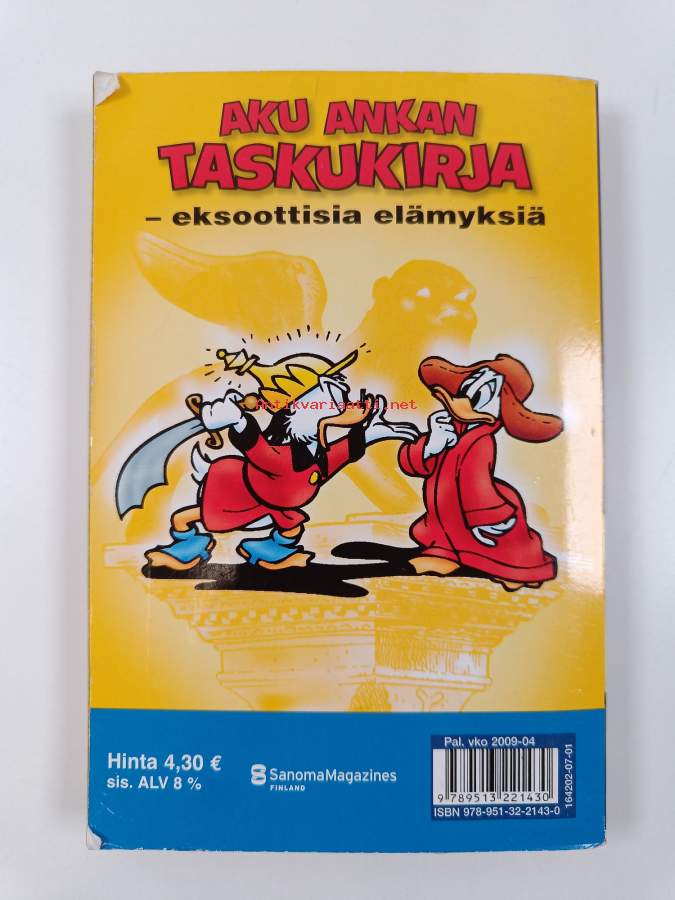 AKU ANKAN
TASKUKIRJA
– eksoottisia elämyksiä
Antikvariaatti.net
Hinta 4,30 €
sis. ALV 8 %
SanomaMagazines
FINLAND
Pal. vko 2009-04
9 789513 221430
ISBN 978-951-32-2143-0
164202-07-01